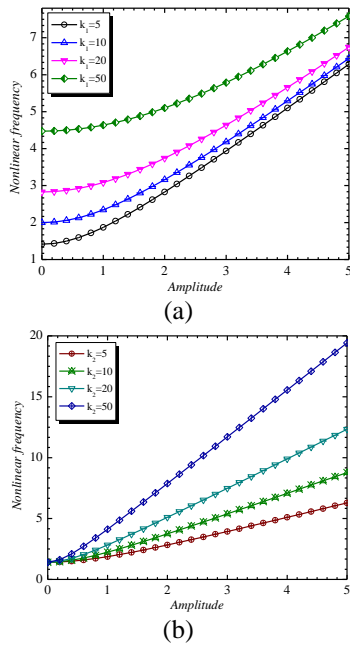 7
6
5
4
3
2
1
Nonlinear frequency
k₁=5
k₁=10
k₁=20
k₁=50
0 1 2 3 4 5
Amplitude
(a)
20
15
10
5
0
Nonlinear frequency
k₂=5
k₂=10
k₂=20
k₂=50
0 1 2 3 4 5
Amplitude
(b)